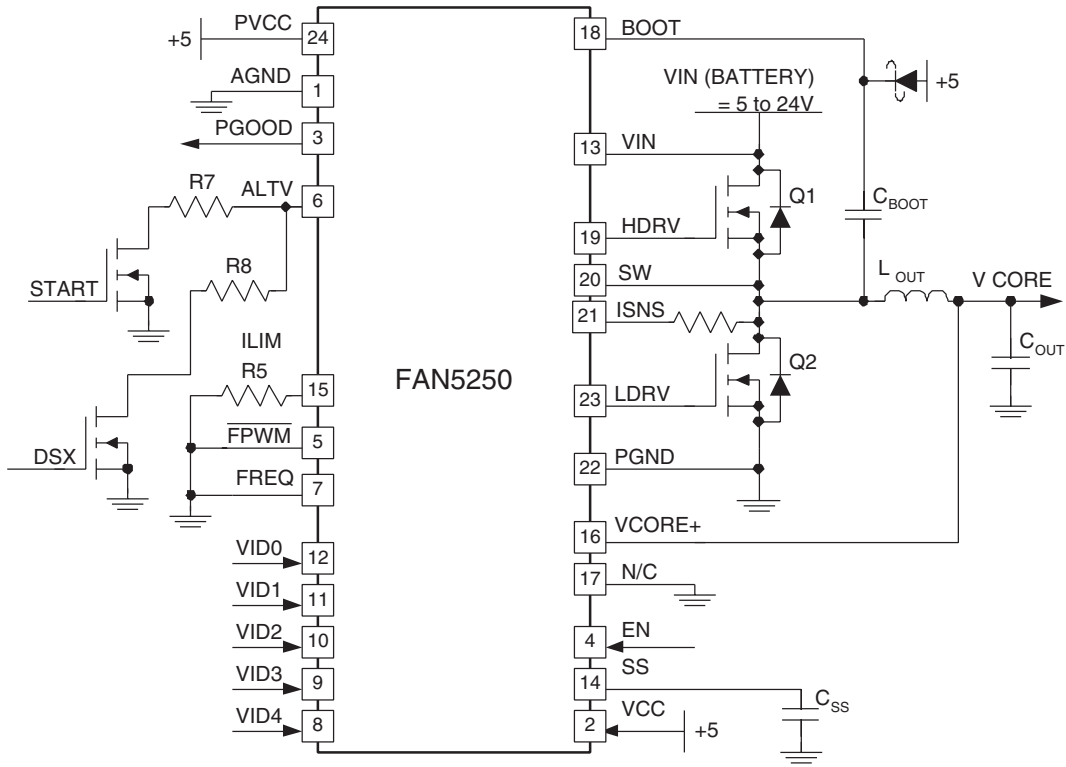 PVCC
+5
24
AGND
1
PGOOD
3
R7
ALTV
6
START
R8
ILIM
R5
15
FPWM
5
DSX
FREQ
7
VID0
12
VID1
11
VID2
10
VID3
9
VID4
8
FAN5250
18
BOOT
+5
VIN (BATTERY)
= 5 to 24V
13
VIN
Q1
CBOOT
19
HDRV
20
SW
LOUT
V CORE
21
ISNS
COUT
Q2
23
LDRV
22
PGND
16
VCORE+
17
N/C
4
EN
14
SS
CSS
2
VCC
+5